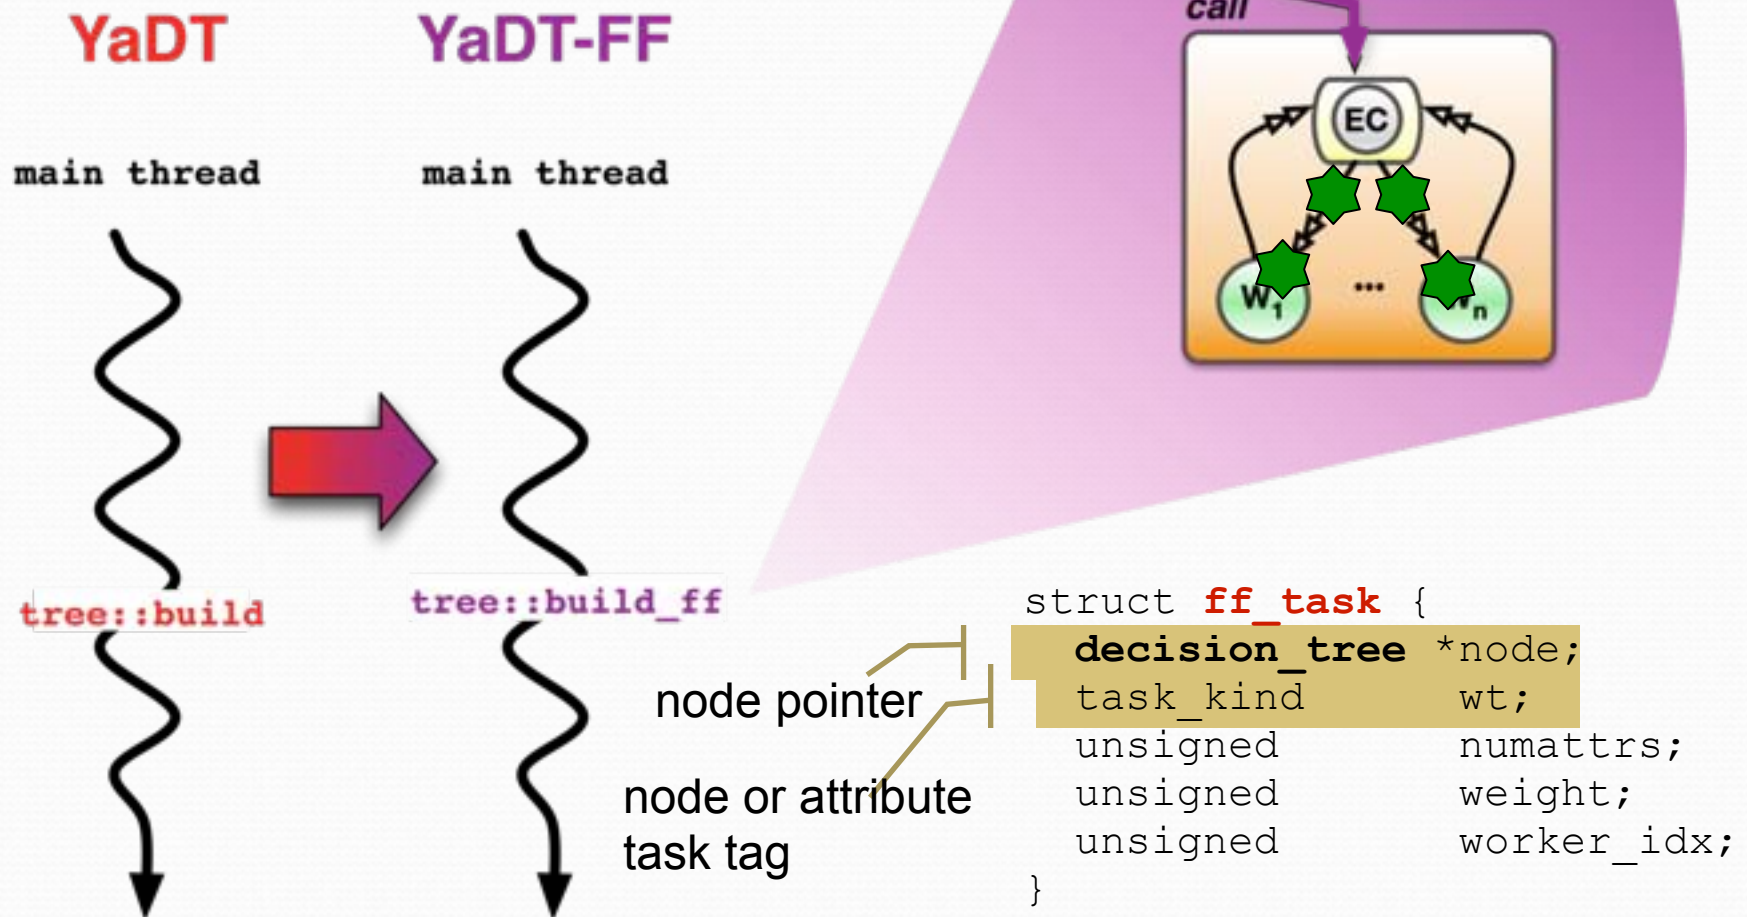 YaDT
YaDT-FF
call
EC
W1
...
Wn
main thread
main thread
tree::build
tree::build_ff
node pointer
node or attribute
task tag
struct ff_task {
decision_tree *node;
task_kind wt;
unsigned numattrs;
unsigned weight;
unsigned worker_idx;
}